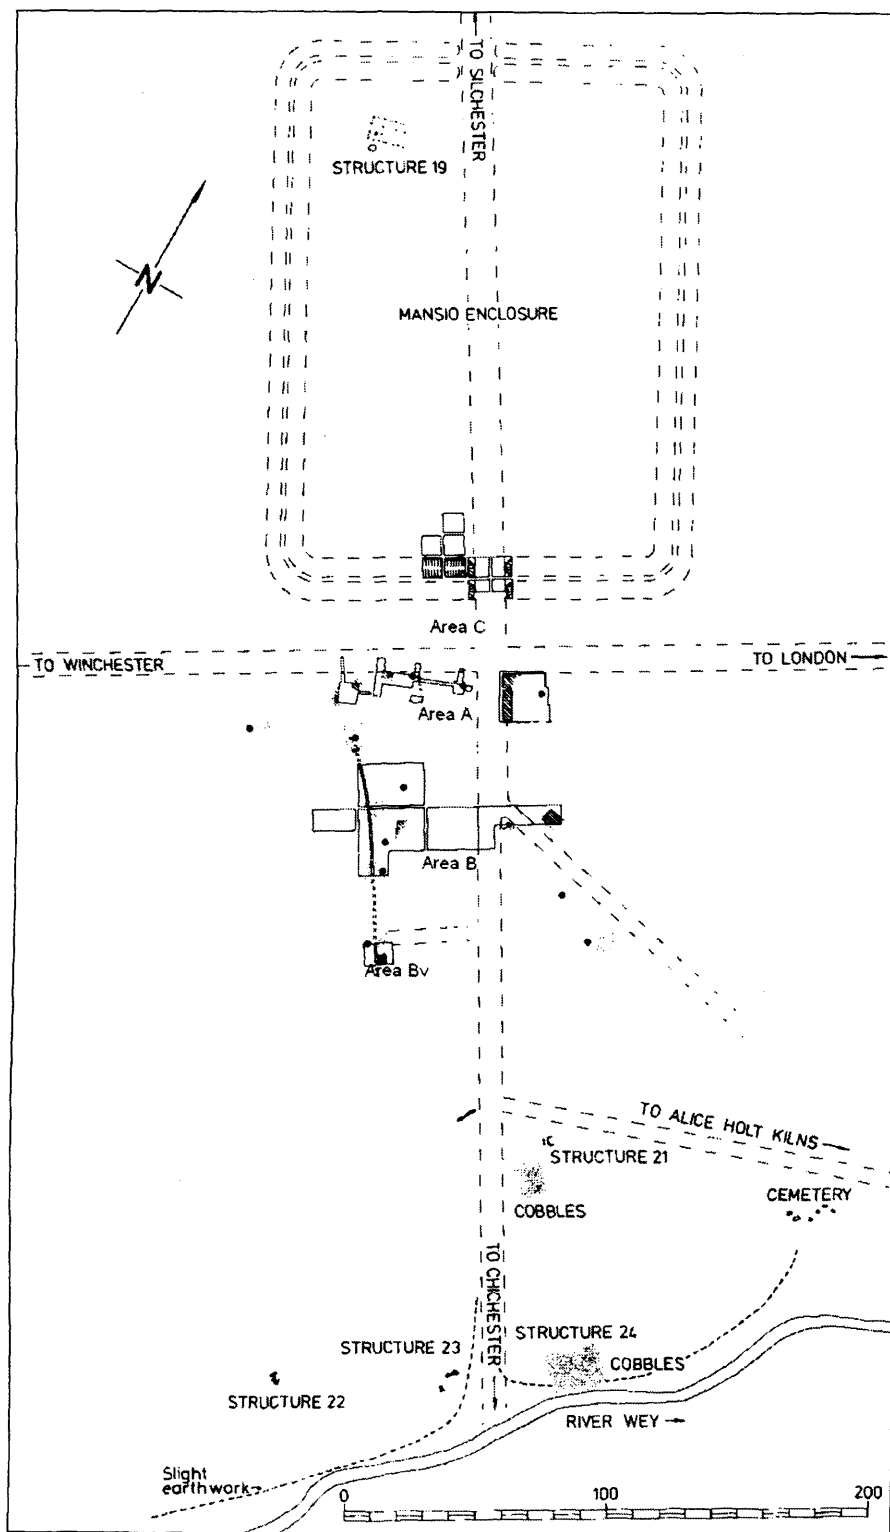 TO SILCHESTER
STRUCTURE 19
N
MANSIO ENCLOSURE
Area C
TO WINCHESTER
TO LONDON
Area A
Area B
Area Bv
TO ALICE HOLT KILNS
STRUCTURE 21
CEMETERY
COBBLES
TO CHICHESTER
STRUCTURE 24
STRUCTURE 23
COBBLES
STRUCTURE 22
RIVER WEY
Slight
earthwork
0 100 200